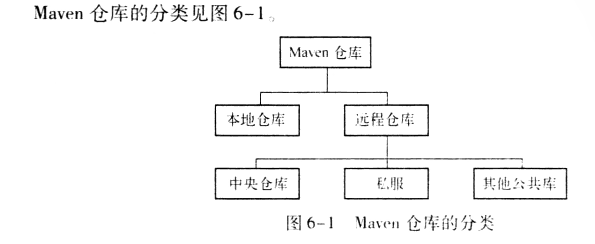 Maven 仓库的分类见图 6-1。
Maven 仓库
本地仓库 远程仓库
中央仓库 私服 其他公共库
图 6-1 Maven 仓库的分类